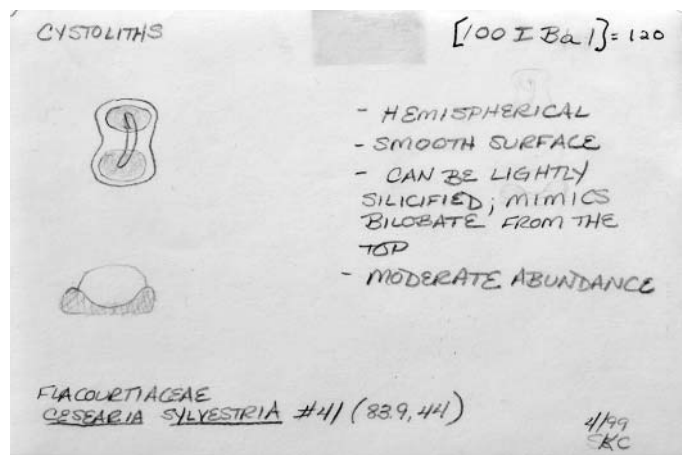 CYSTOLITHS
[100 I Ba 1] = 120
- HEMISPHERICAL
- SMOOTH SURFACE
- CAN BE LIGHTLY
SILICIFIED; MIMICS
BILOBATE FROM THE
TOP
- MODERATE ABUNDANCE
FLACOURTIACEAE
CESEARIA SYLVESTRIA #41 (83.9, 44)
4/99
SKC